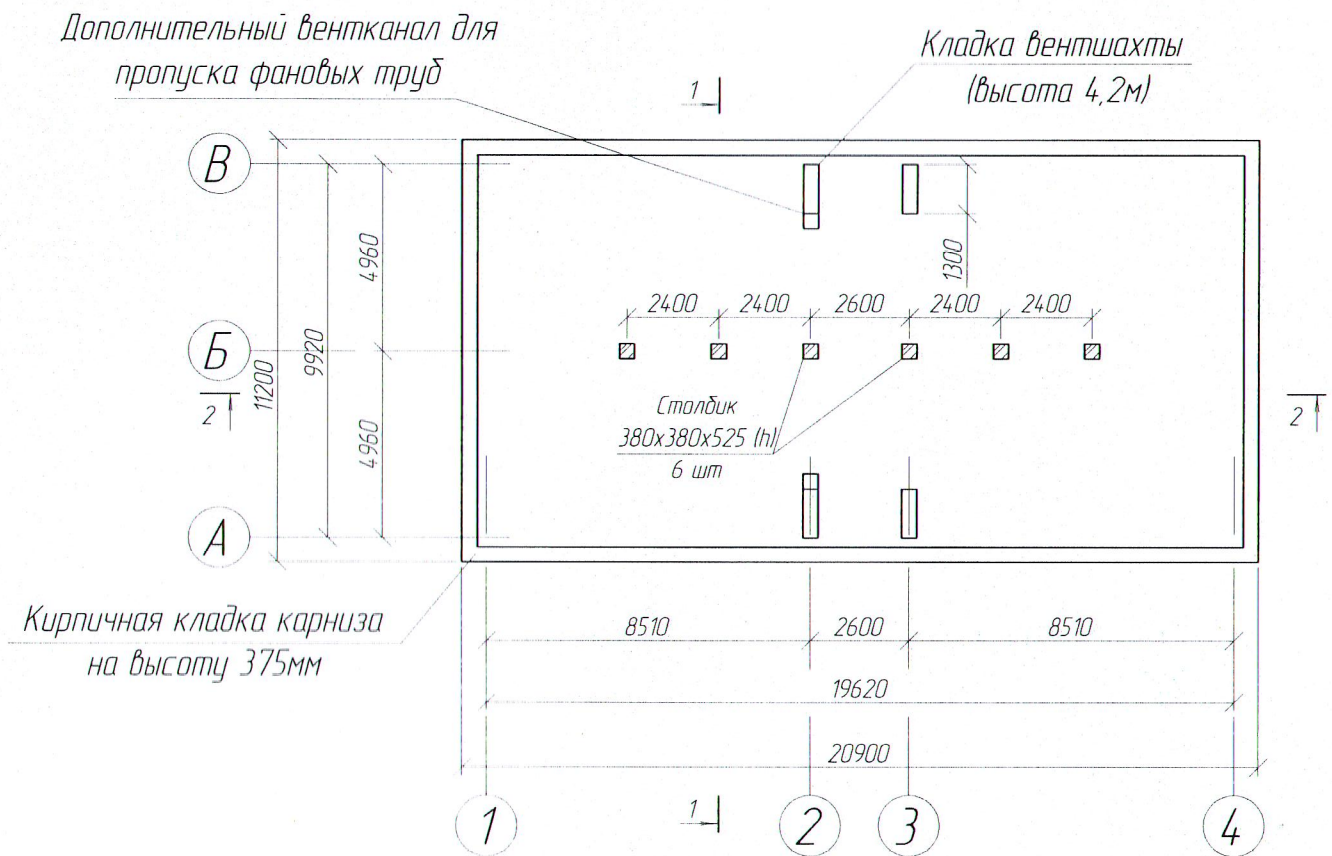 Дополнительный вентканал для
пропуска фановых труб
Кладка вентшахты
(высота 4,2м)
1
В
4960
1300
2400
2400
2600
2400
2400
Б
11200
9920
2
2
Столбик
380x380x525 (h)
6 шт
4960
А
Кирпичная кладка карниза
на высоту 375мм
8510
2600
8510
19620
20900
1
1
2
3
4